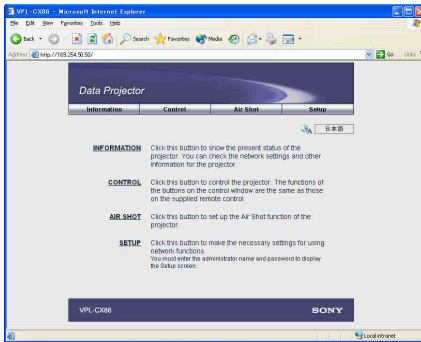 VPL-CX86 - Microsoft Internet Explorer
File Edit View Favorites Tools Help
Back Search Favorites Media
Address http://169.254.50.50/ Go Links
Data Projector
Information Control Air Shot Setup
日本語
INFORMATION Click this button to show the present status of the
projector. You can check the network settings and other
information for the projector.
CONTROL Click this button to control the projector. The functions of
the buttons on the control window are the same as those
on the supplied remote control.
AIR SHOT Click this button to set up the Air Shot function of the
projector.
SETUP Click this button to make the necessary settings for using
network functions.
You must enter the administrator name and password to display
the Setup screen.
VPL-CX86 SONY
Local intranet